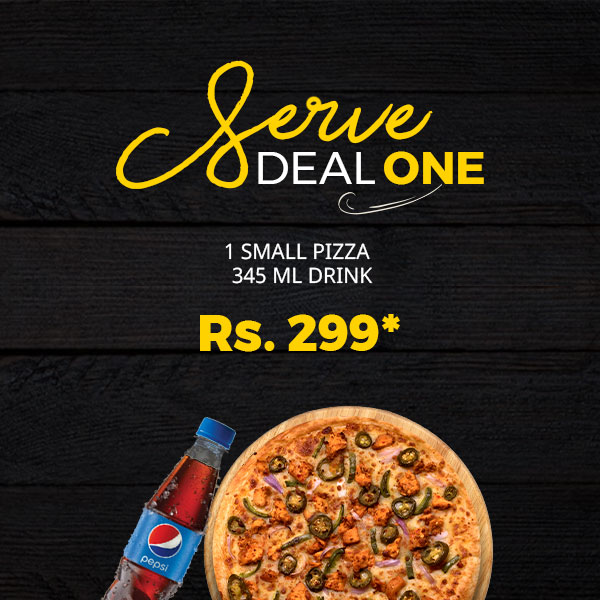 Serve
DEAL ONE
1 SMALL PIZZA
345 ML DRINK
Rs. 299*
pepsi